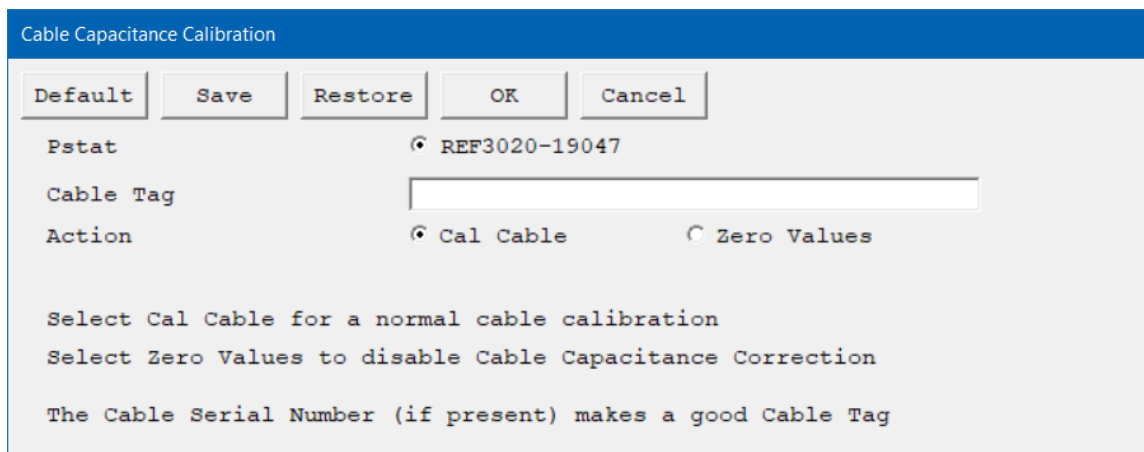 Cable Capacitance Calibration
Default Save Restore OK Cancel
Pstat REF3020-19047
Cable Tag
Action Cal Cable Zero Values
Select Cal Cable for a normal cable calibration
Select Zero Values to disable Cable Capacitance Correction
The Cable Serial Number (if present) makes a good Cable Tag